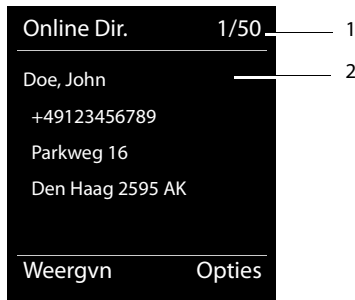 Online Dir. 1/50 1
2
Doe, John
+49123456789
Parkweg 16
Den Haag 2595 AK
Weergvn Opties